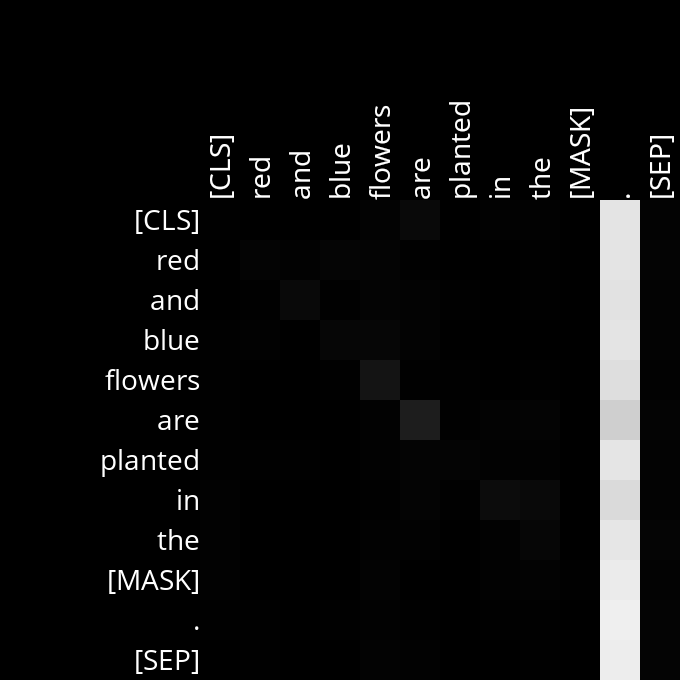 [CLS] red and blue flowers are planted in the [MASK] . [SEP]
[CLS]
red
and
blue
flowers
are
planted
in
the
[MASK]
.
[SEP]